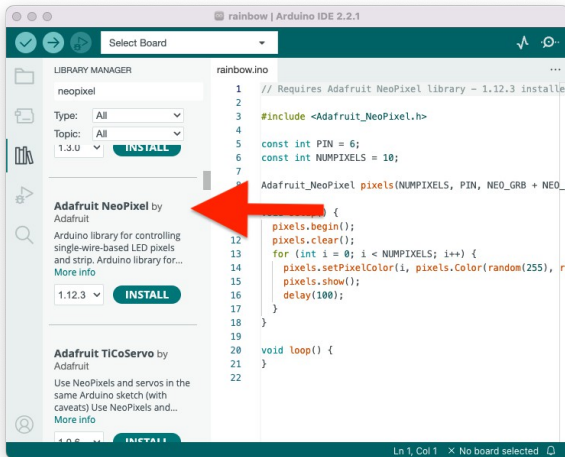 rainbow | Arduino IDE 2.2.1
Select Board
LIBRARY MANAGER
neopixel
Type: All
Topic: All
1.3.0 INSTALL
Adafruit NeoPixel by
Adafruit
Arduino library for controlling
single-wire-based LED pixels
and strip. Arduino library for...
More info
1.12.3 INSTALL
Adafruit TiCoServo by
Adafruit
Use NeoPixels and servos in the
same Arduino sketch (with
caveats) Use NeoPixels and...
More info
1.0.6 INSTALL
rainbow.ino
...
1 // Requires Adafruit NeoPixel library - 1.12.3 installe
2
3 #include <Adafruit_NeoPixel.h>
4
5 const int PIN = 6;
6 const int NUMPIXELS = 10;
7
Adafruit_NeoPixel pixels(NUMPIXELS, PIN, NEO_GRB + NEO_
) {
pixels.begin();
12 pixels.clear();
13 for (int i = 0; i < NUMPIXELS; i++) {
14 pixels.setPixelColor(i, pixels.Color(random(255), r
15 pixels.show();
16 delay(100);
17 }
18 }
19
20 void loop() {
21 }
22
Ln 1, Col 1 × No board selected